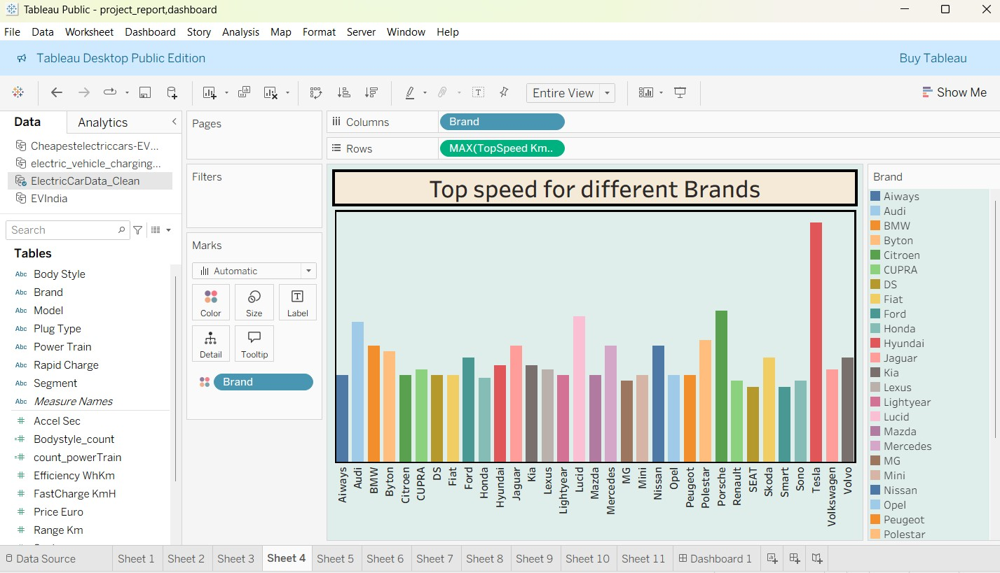 Tableau Public - project_report,dashboard
File Data Worksheet Dashboard Story Analysis Map Format Server Window Help
Tableau Desktop Public Edition
Buy Tableau
Entire View
Show Me
Data
Analytics
Cheapestelectriccars-EV...
electric_vehicle_charging...
ElectricCarData_Clean
EVIndia
Search
Tables
Abc Body Style
Abc Brand
Abc Model
Abc Plug Type
Abc Power Train
Abc Rapid Charge
Abc Segment
Abc Measure Names
# Accel Sec
=# Bodystyle_count
=# count_powerTrain
# Efficiency WhKm
# FastCharge KmH
# Price Euro
# Range Km
Pages
Filters
Marks
Automatic
Color Size Label
Detail Tooltip
Brand
Columns
Brand
Rows
MAX(TopSpeed Km..
Top speed for different Brands
Aiways
Audi
BMW
Byton
Citroen
CUPRA
DS
Fiat
Ford
Honda
Hyundai
Jaguar
Kia
Lexus
Lightyear
Lucid
Mazda
Mercedes
MG
Mini
Nissan
Opel
Peugeot
Polestar
Porsche
Renault
SEAT
Skoda
Smart
Sono
Tesla
Volkswagen
Volvo
Brand
Aiways
Audi
BMW
Byton
Citroen
CUPRA
DS
Fiat
Ford
Honda
Hyundai
Jaguar
Kia
Lexus
Lightyear
Lucid
Mazda
Mercedes
MG
Mini
Nissan
Opel
Peugeot
Polestar
Data Source Sheet 1 Sheet 2 Sheet 3 Sheet 4 Sheet 5 Sheet 6 Sheet 7 Sheet 8 Sheet 9 Sheet 10 Sheet 11 Dashboard 1